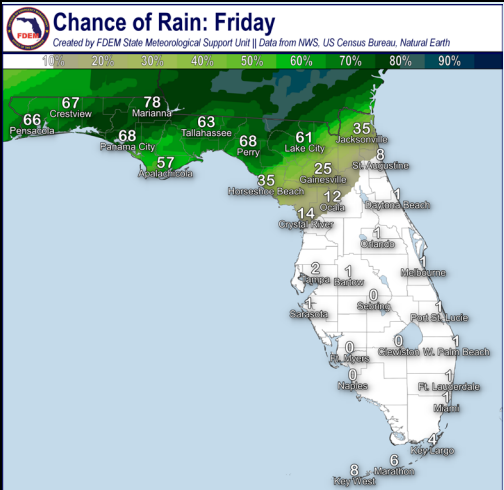 FDEM
Chance of Rain: Friday
Created by FDEM State Meteorological Support Unit || Data from NWS, US Census Bureau, Natural Earth
10% 20% 30% 40% 50% 60% 70% 80% 90%
78
Marianna
67
Crestview
66
Pensacola
63
Tallahassee
68
Panama City
68
Perry
61
Lake City
35
Jacksonville
57
Apalachicola
8
St. Augustine
25
Gainesville
35
Horseshoe Beach
12
Ocala
1
Daytona Beach
14
Crystal River
1
Orlando
1
Melbourne
2
Tampa
1
Bartow
0
Sebring
1
Sarasota
1
Port St. Lucie
0
Ft. Myers
0
Clewiston
1
W. Palm Beach
0
Naples
1
Ft. Lauderdale
1
Miami
4
Key Largo
6
Marathon
8
Key West